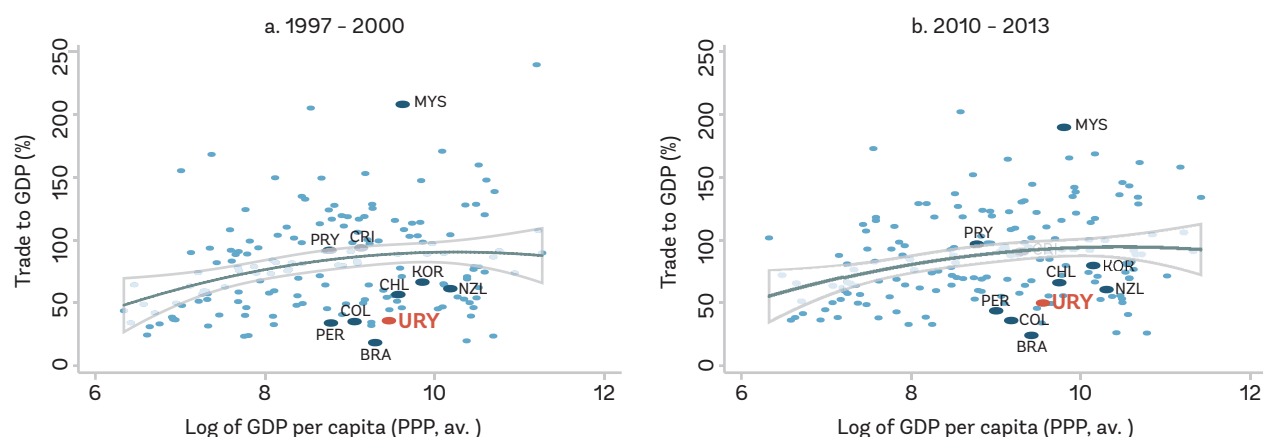 a. 1997 – 2000
Trade to GDP (%)
250
200
150
100
50
0
MYS
PRY
CRI
KOR
CHL
NZL
COL
URY
PER
BRA
6
8
10
12
Log of GDP per capita (PPP, av. )
b. 2010 – 2013
Trade to GDP (%)
250
200
150
100
50
0
MYS
PRY
CRI
CHL
KOR
NZL
PER
URY
COL
BRA
6
8
10
12
Log of GDP per capita (PPP, av. )